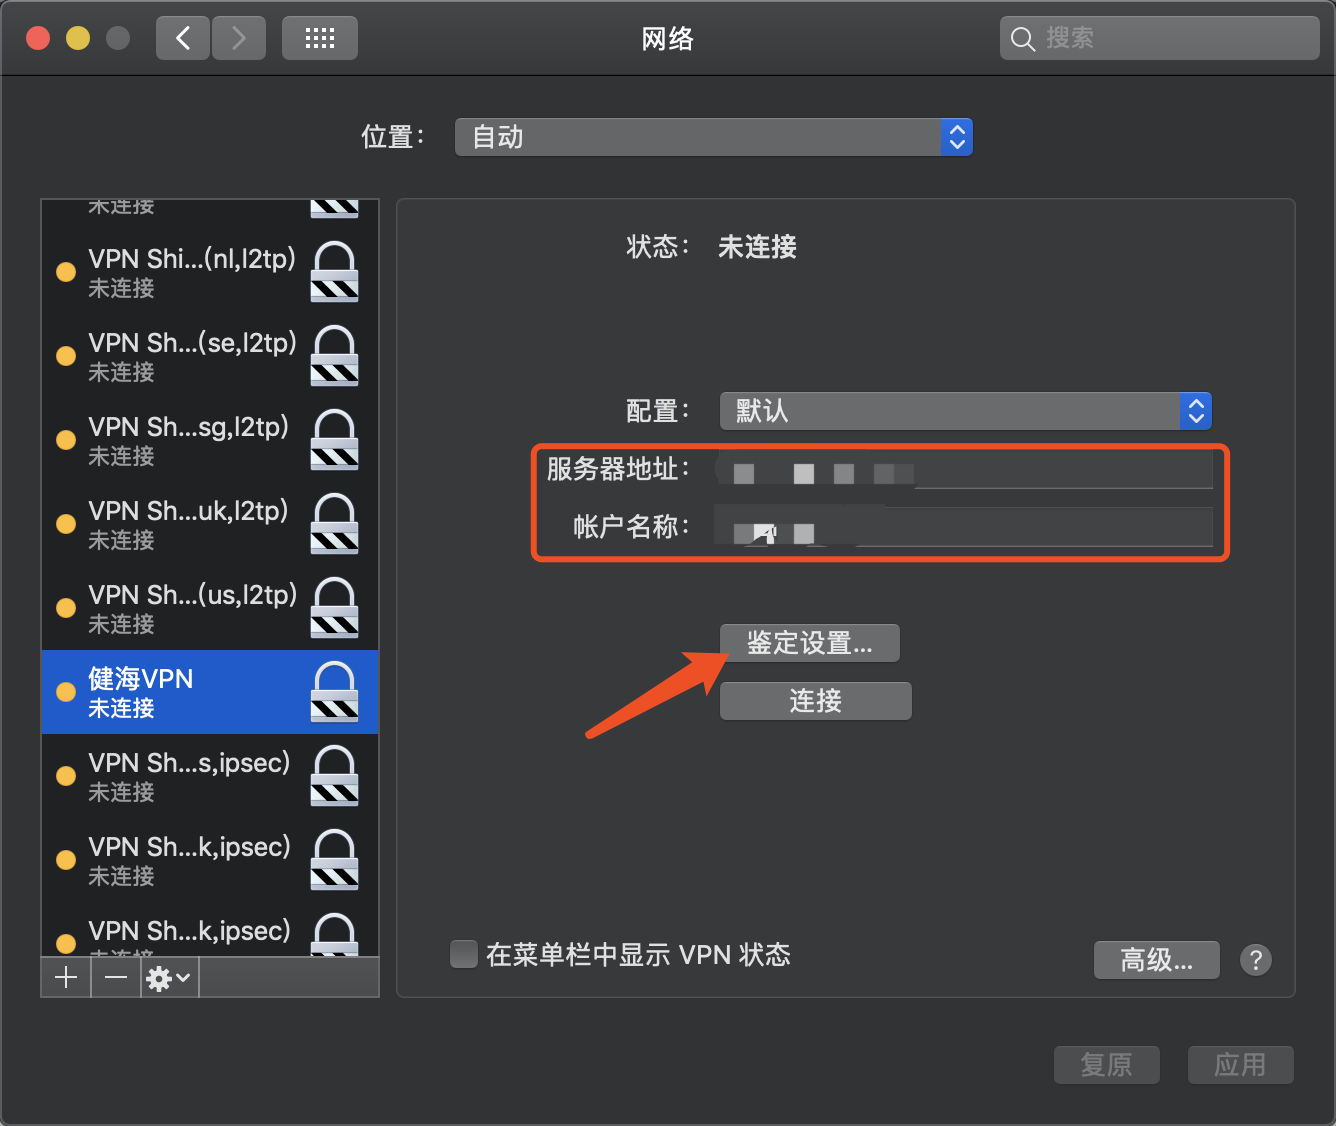 网络
搜索
位置：
自动
未连接
VPN Shi...(nl,l2tp)
未连接
VPN Sh...(se,l2tp)
未连接
VPN Sh...sg,l2tp)
未连接
VPN Sh...uk,l2tp)
未连接
VPN Sh...(us,l2tp)
未连接
健海VPN
未连接
VPN Sh...s,ipsec)
未连接
VPN Sh...k,ipsec)
未连接
VPN Sh...k,ipsec)
未连接
状态：
未连接
配置：
默认
服务器地址：
帐户名称：
鉴定设置...
连接
在菜单栏中显示 VPN 状态
高级...
?
复原
应用